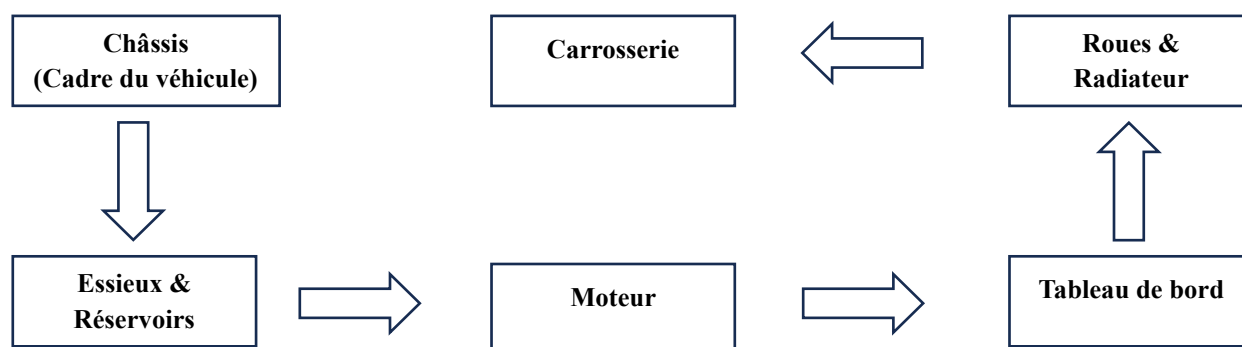 Châssis
(Cadre du véhicule)
Carrosserie
Roues &
Radiateur
Essieux &
Réservoirs
Moteur
Tableau de bord